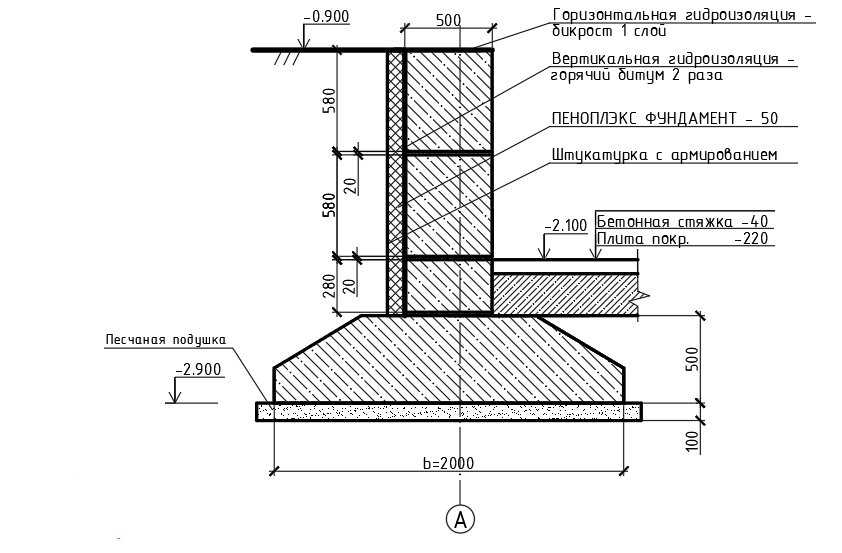 -0.900
500
Горизонтальная гидроизоляция -
бикрост 1 слой
Вертикальная гидроизоляция -
горячий битум 2 раза
580
ПЕНОПЛЭКС ФУНДАМЕНТ - 50
Штукатурка с армированием
20
580
-2.100
Бетонная стяжка -40
Плита покр. -220
280
20
Песчаная подушка
-2.900
500
100
b=2000
А